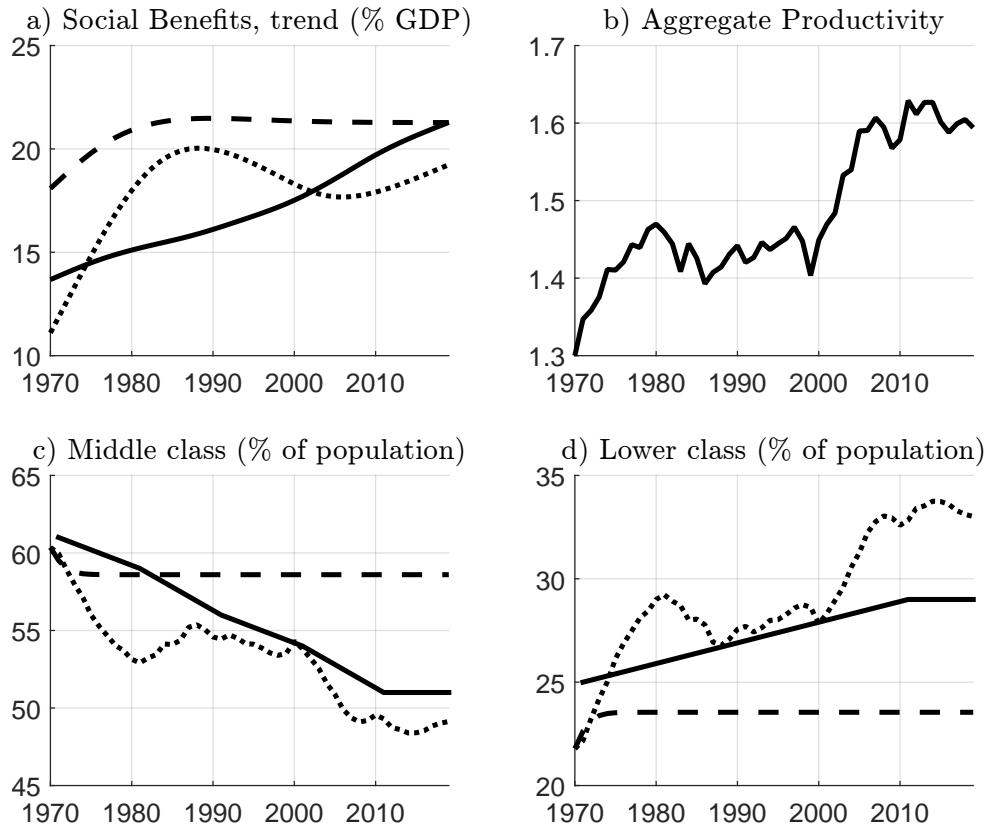 a) Social Benefits, trend (% GDP)
25
20
15
10
1970 1980 1990 2000 2010
b) Aggregate Productivity
1.7
1.6
1.5
1.4
1.3
1970 1980 1990 2000 2010
c) Middle class (% of population)
65
60
55
50
45
1970 1980 1990 2000 2010
d) Lower class (% of population)
35
30
25
20
1970 1980 1990 2000 2010